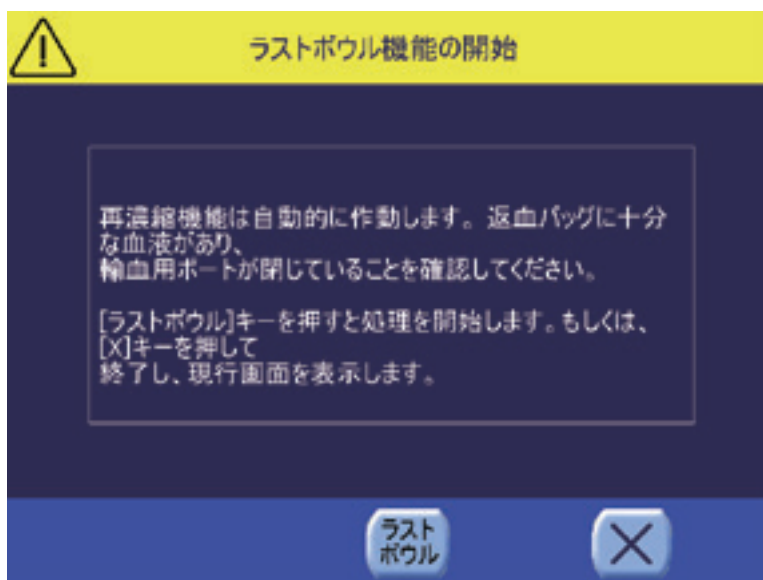 ラストボウル機能の開始
再濃縮機能は自動的に作動します。返血バッグに十分
な血液があり、
輸血用ポートが閉じていることを確認してください。
[ラストボウル]キーを押すと処理を開始します。もしくは、
[X]キーを押して
終了し、現行画面を表示します。
ラスト
ボウル